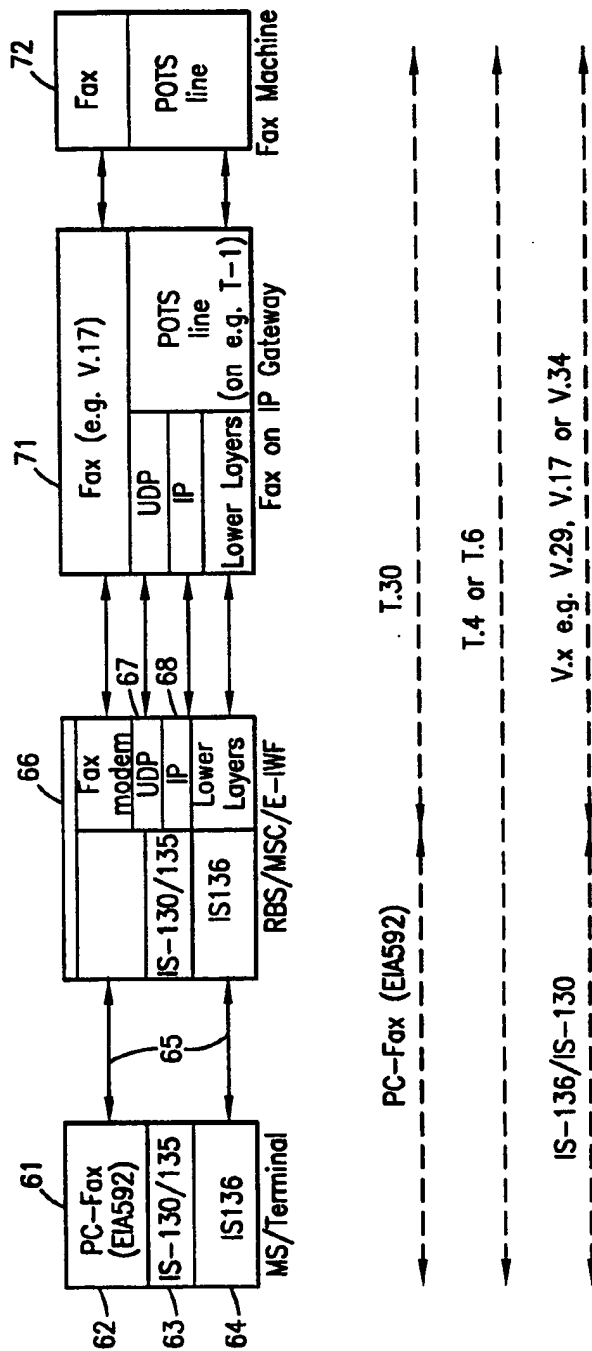 61
62
63
64
PC-Fax
(EIA592)
IS-130/135
IS136
MS/Terminal
65
66
67
68
Fax
modem
UDP
IP
Lower
Layers
IS-130/135
IS136
RBS/MSC/E-IWF
71
Fax (e.g. V.17)
UDP
IP
Lower Layers
POTS
line
(on e.g. T-1)
Fax on IP Gateway
72
Fax
POTS
line
Fax Machine
PC-Fax (EIA592)
T.30
T.4 or T.6
IS-136/IS-130
V.x e.g. V.29, V.17 or V.34